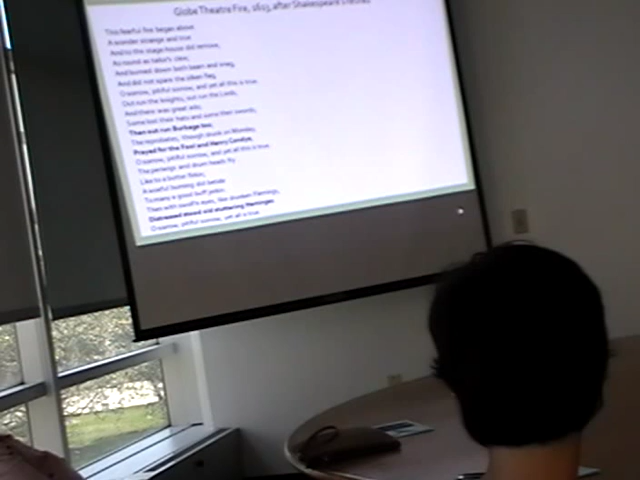 Globe Theatre Fire, 1613, after Shakespeare's
This fearful fire began above
A wonder strange and true
And to the stage-house did remove,
As round as tailor's clew,
And burned down both beam and snag,
And did not spare the silken flag,
O sorrow, pitiful sorrow, and yet all this is true.
Out run the knights, out run the Lords,
And there was great ado;
Some lost their hats and some their swords;
Then out run Burbage too;
The reprobates, though drunk on Monday,
Prayed for the Fool and Henry Condye,
O sorrow, pitiful sorrow, and yet all this is true.
The periwigs and drum-heads fry
Like to a butter firkin;
A woeful burning did betide
To many a good buff jerkin:
Then with swol'n eyes, like drunken Flemings,
Distressed stood old stuttering Heminges.
O sorrow, pitiful sorrow, yet all is true.